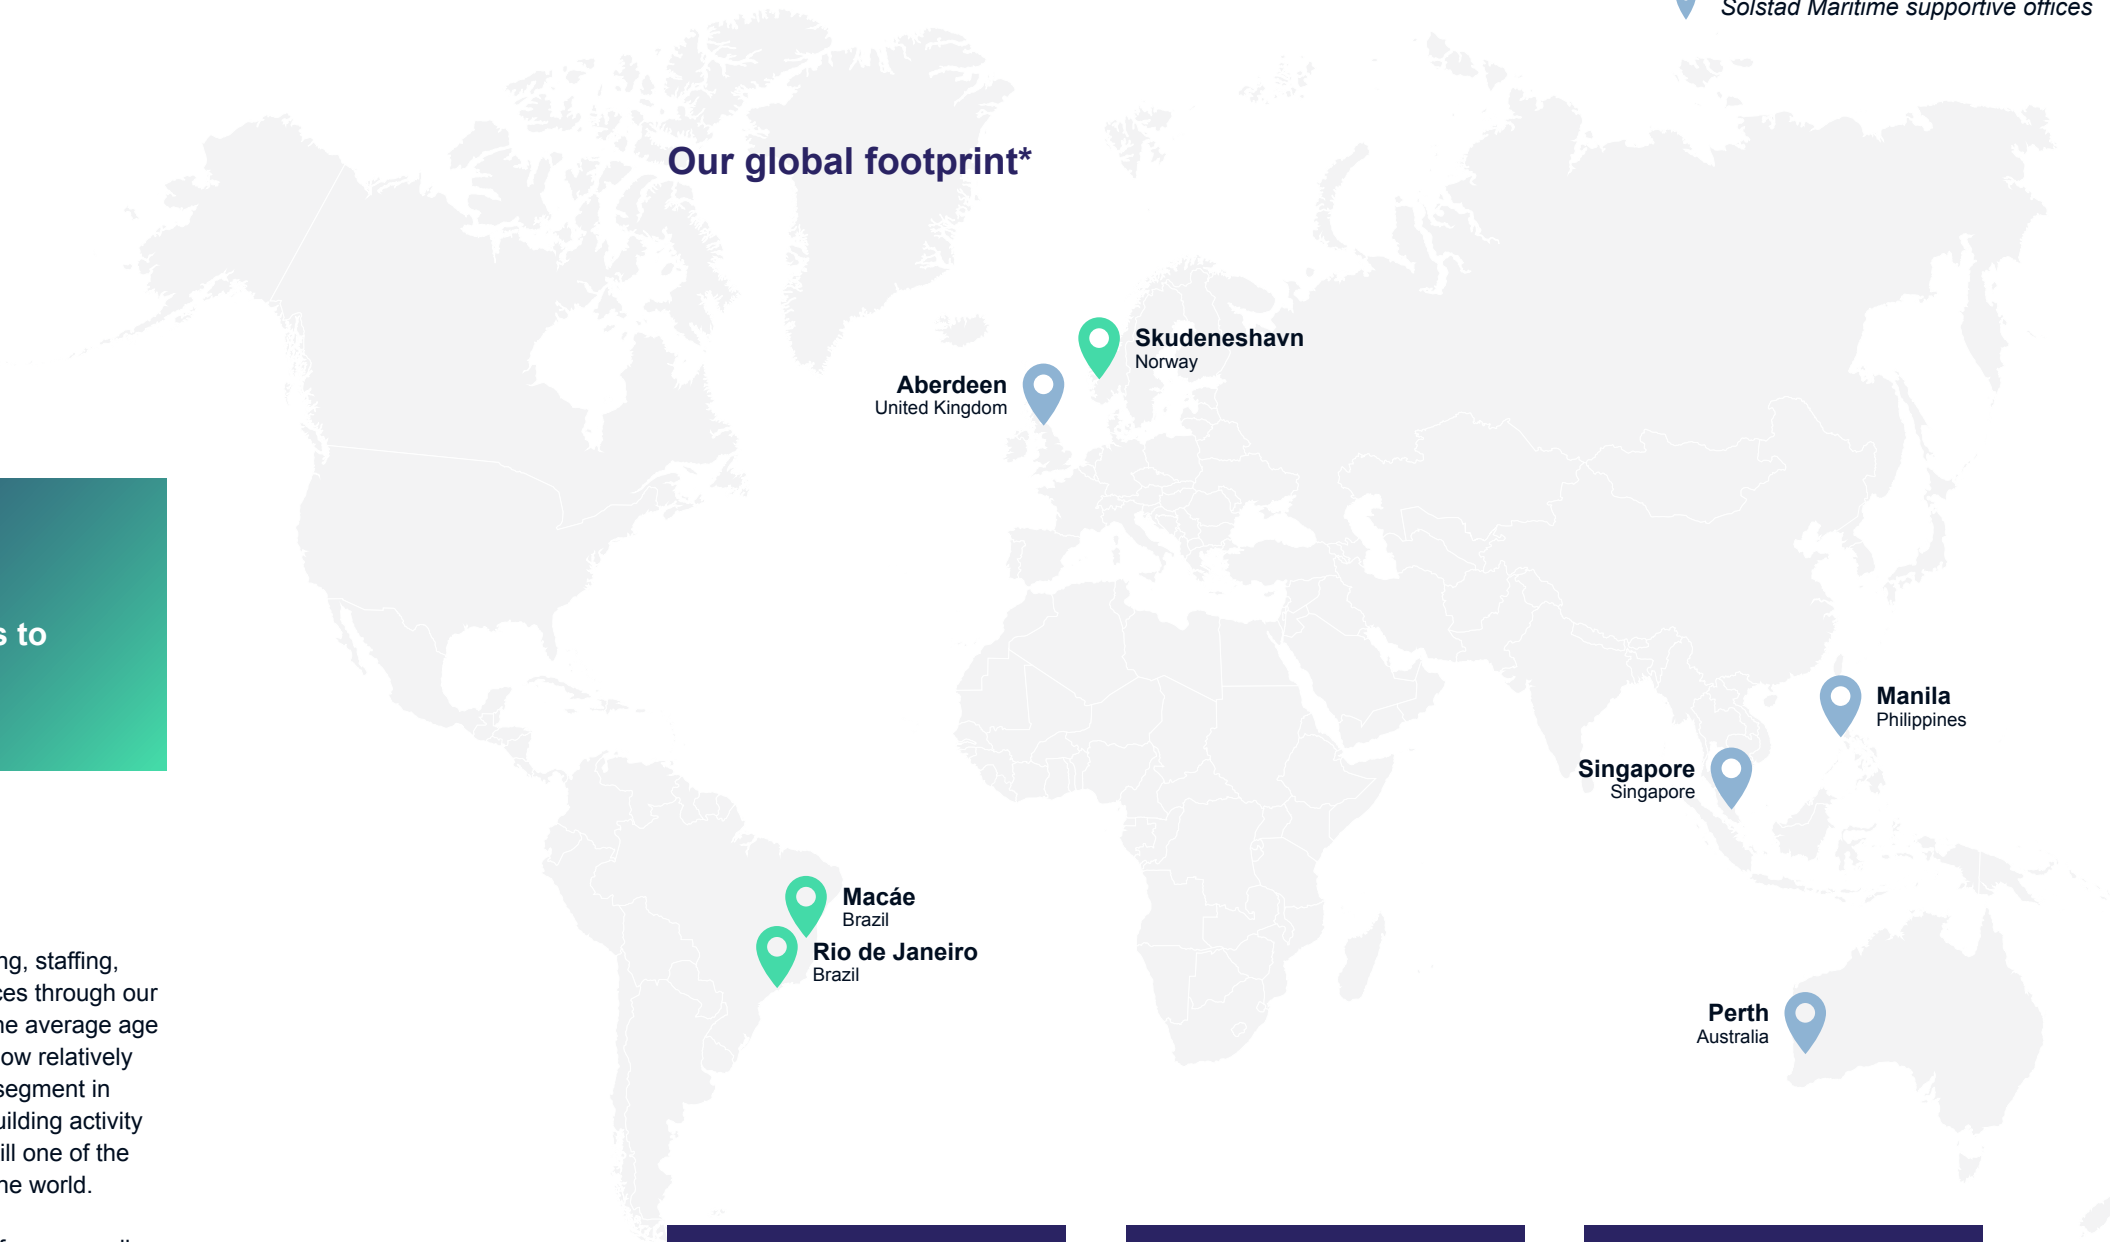 Solstad Maritime supportive offices
Our global footprint*
Skudeneshavn
Norway
Aberdeen
United Kingdom
s to
Manila
Philippines
Singapore
Singapore
Macáe
Brazil
Rio de Janeiro
Brazil
Perth
Australia
ng, staffing,
ces through our
he average age
ow relatively
segment in
uilding activity
ill one of the
he world.